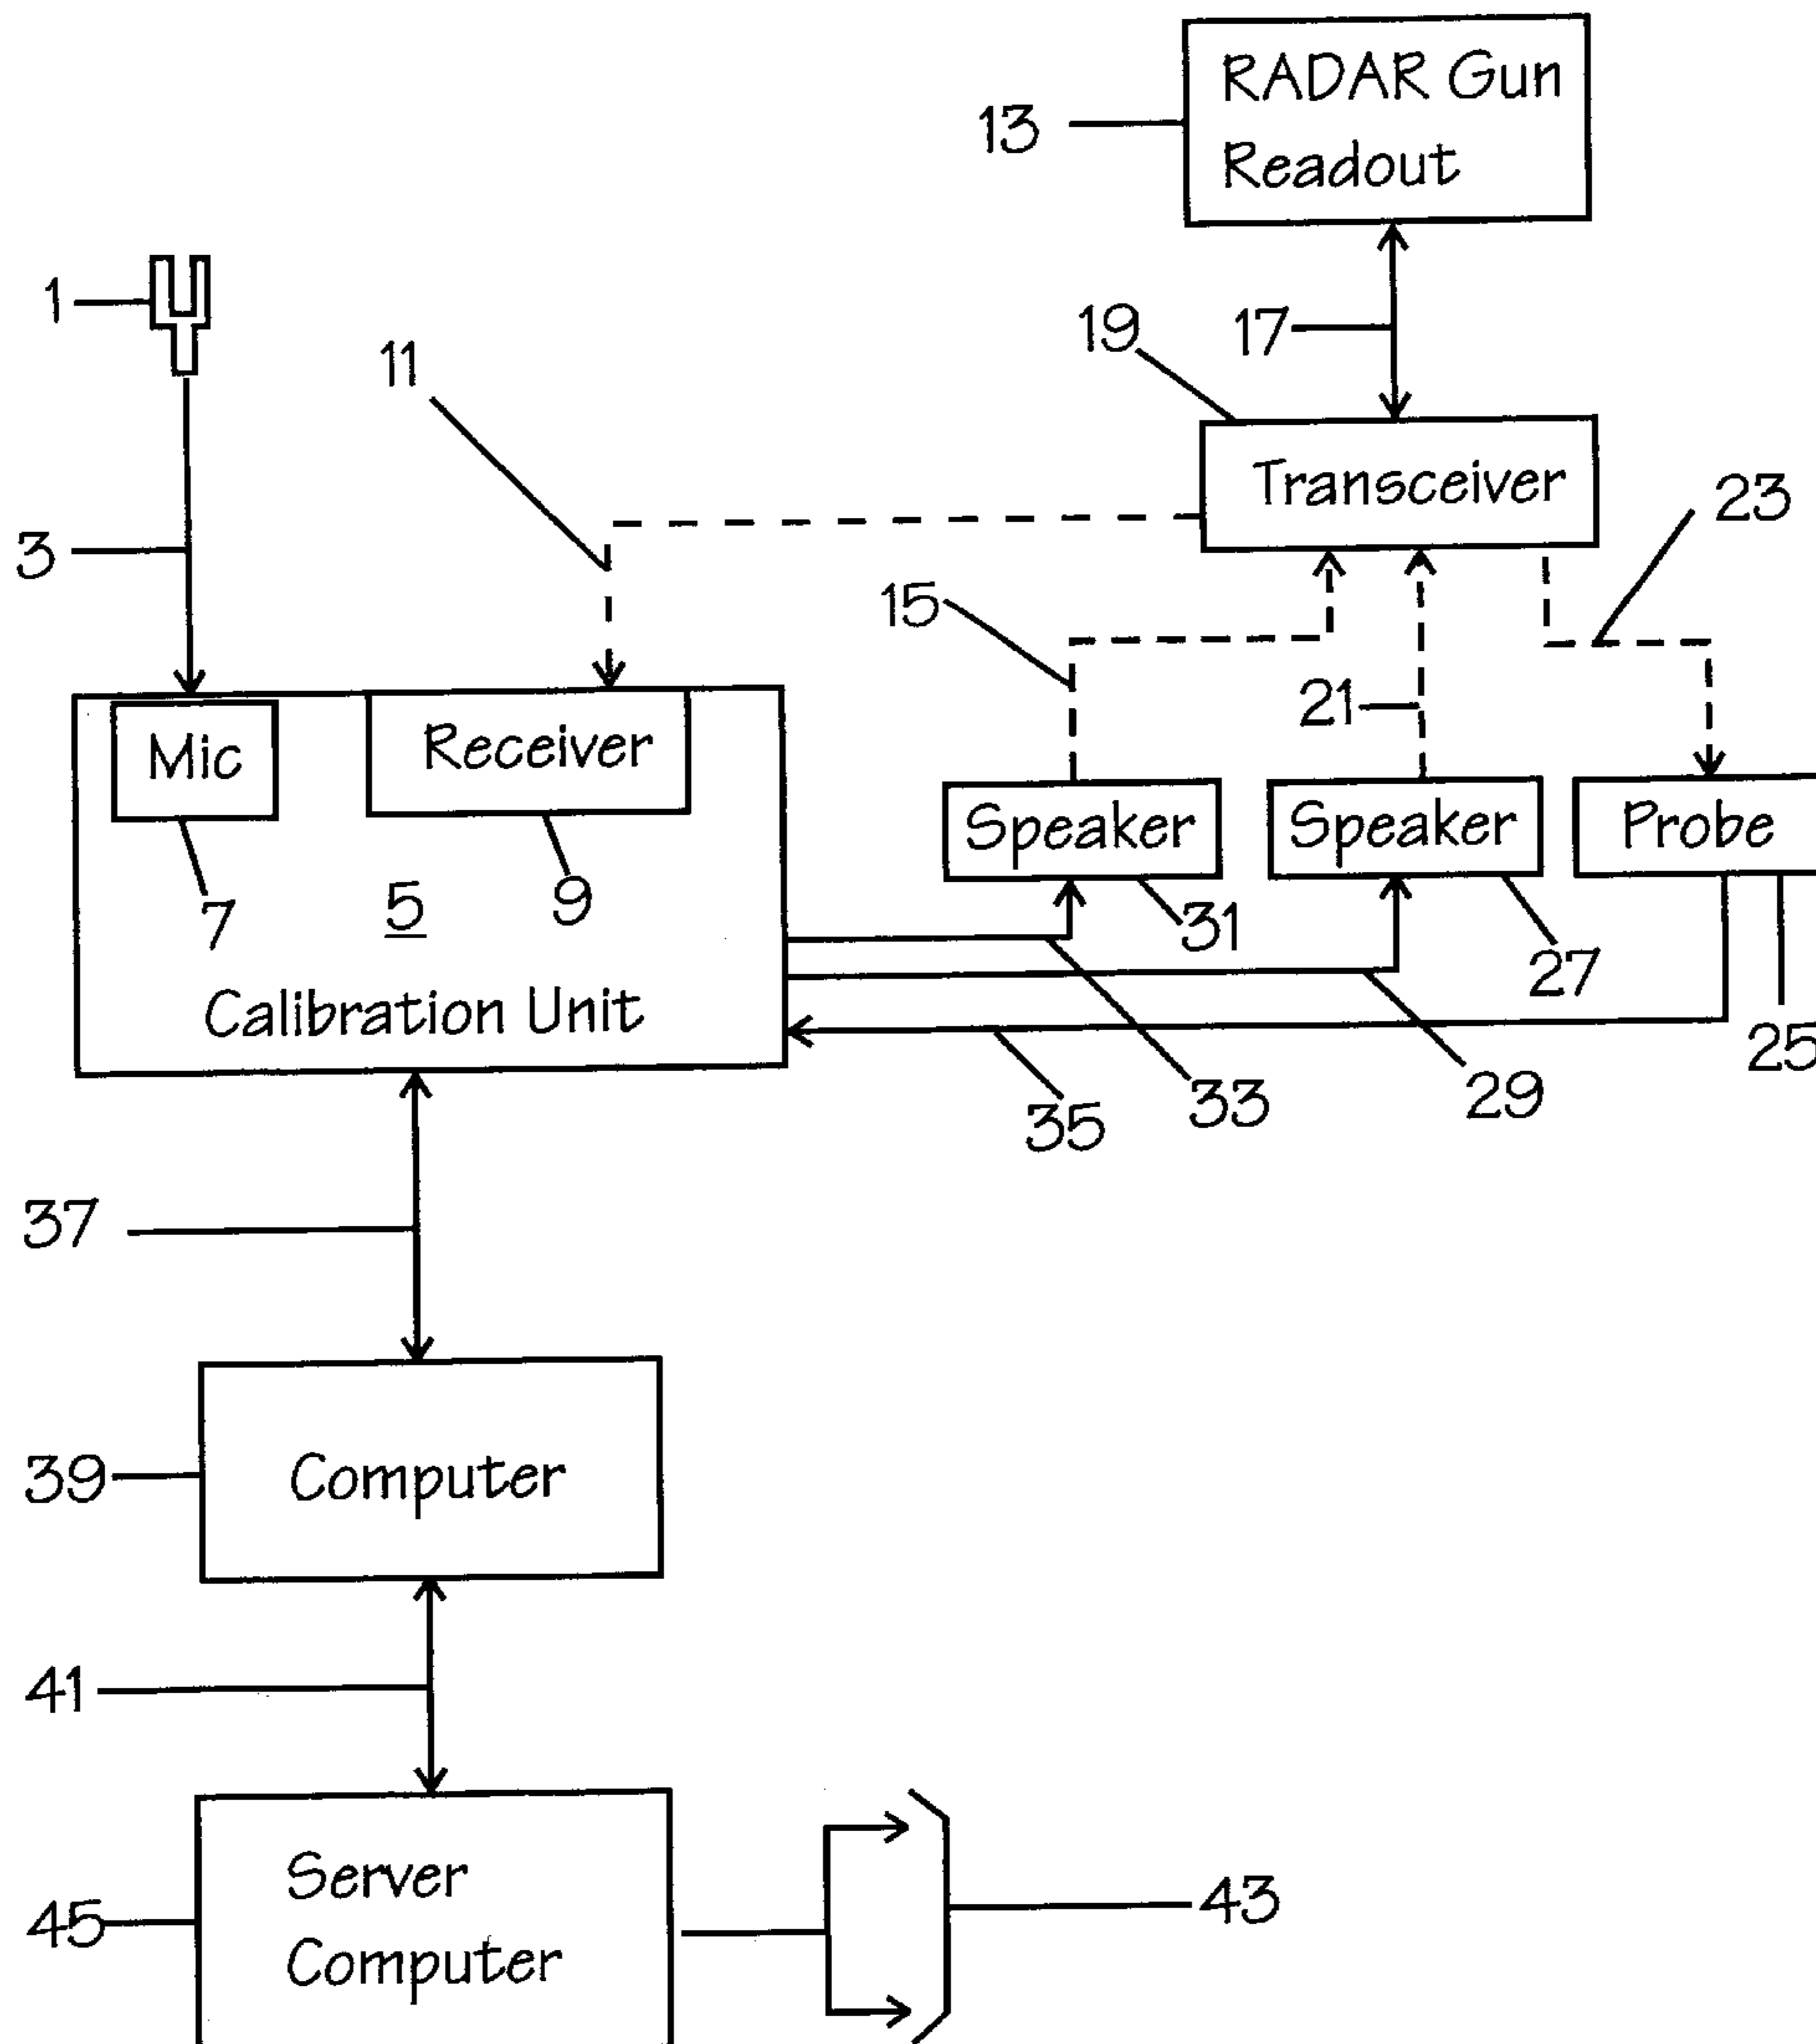 RADAR Gun
Readout
13
1
11
19
17
Transceiver
23
3
15
21
Mic
Receiver
Speaker
Speaker
Probe
7
5
9
31
27
25
Calibration Unit
35
33
29
37
39
Computer
41
45
Server
Computer
43